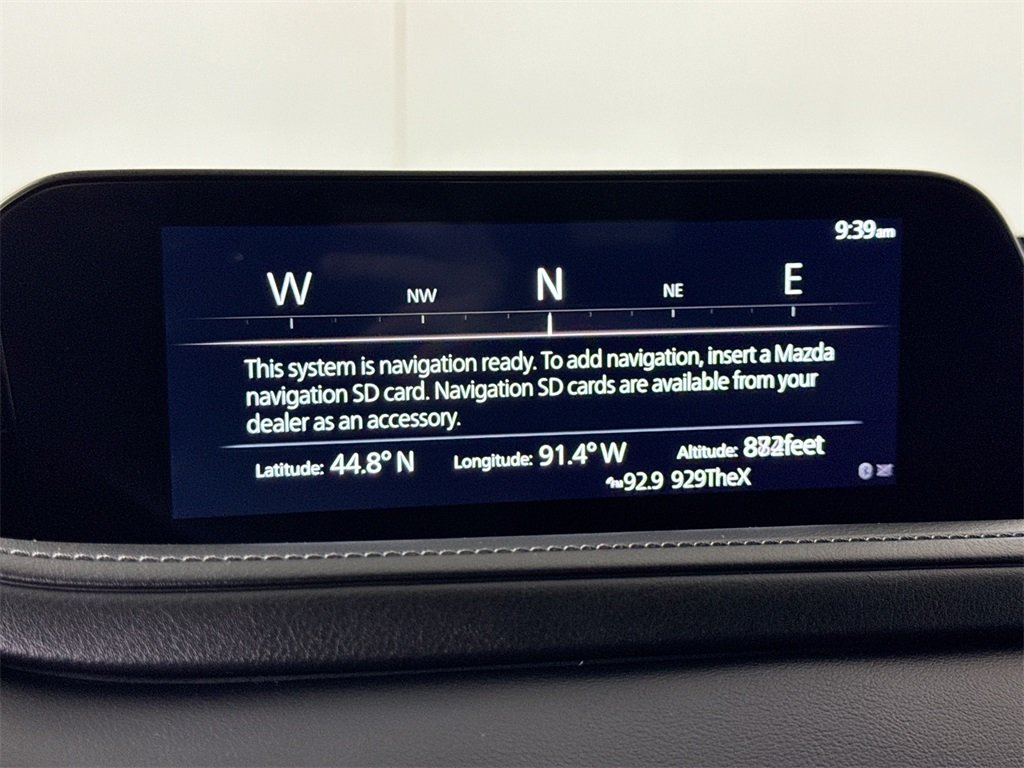 9:39am
W NW N NE E
This system is navigation ready. To add navigation, insert a Mazda
navigation SD card. Navigation SD cards are available from your
dealer as an accessory.
Latitude: 44.8° N Longitude: 91.4° W Altitude: feet
92.9 929TheX